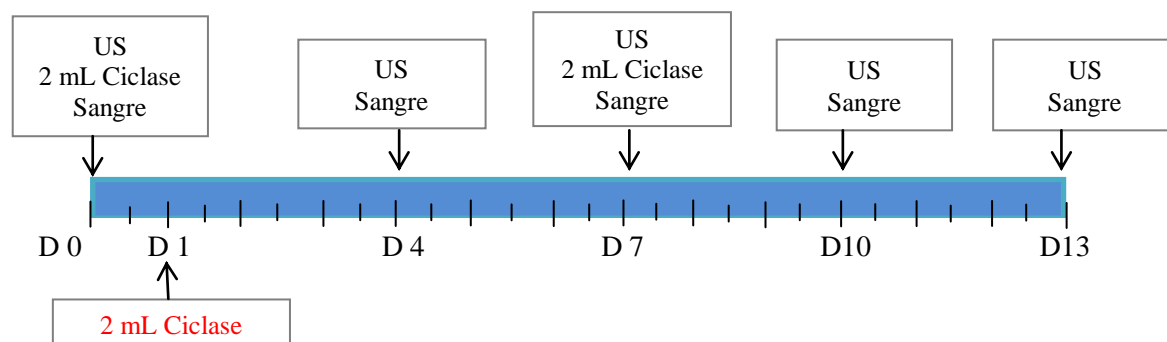 US
2 mL Ciclase
Sangre
US
Sangre
US
2 mL Ciclase
Sangre
US
Sangre
US
Sangre
D 0
D 1
D 4
D 7
D10
D13
2 mL Ciclase